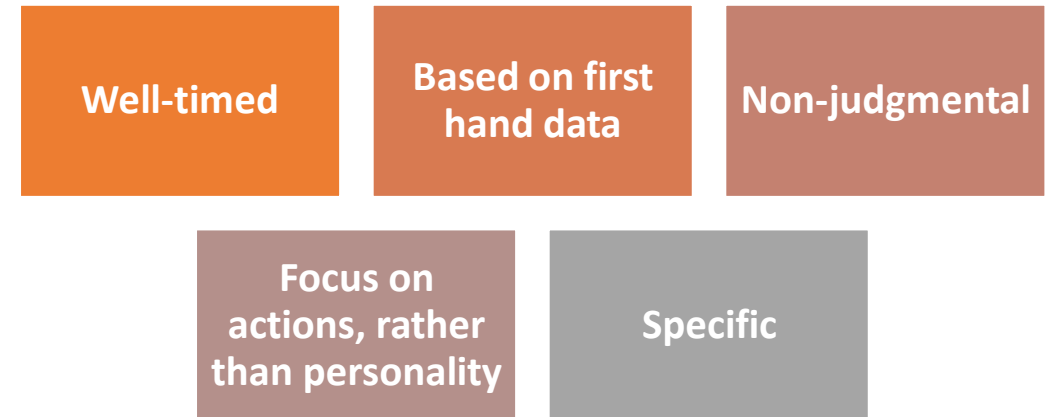 Well-timed
Based on first
hand data
Non-judgmental
Focus on
actions, rather
than personality
Specific